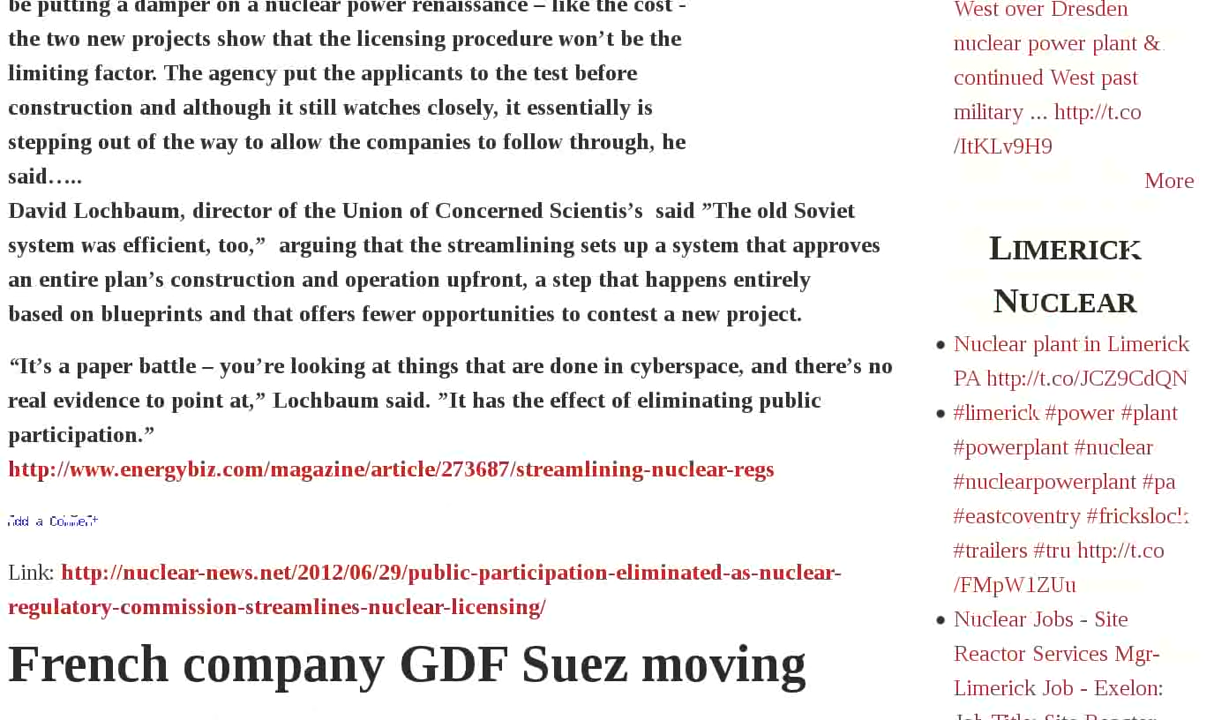 be putting a damper on a nuclear power renaissance – like the cost -
the two new projects show that the licensing procedure won’t be the
limiting factor. The agency put the applicants to the test before
construction and although it still watches closely, it essentially is
stepping out of the way to allow the companies to follow through, he
said…..
David Lochbaum, director of the Union of Concerned Scientis’s  said ”The old Soviet
system was efficient, too,”  arguing that the streamlining sets up a system that approves
an entire plan’s construction and operation upfront, a step that happens entirely
based on blueprints and that offers fewer opportunities to contest a new project.
“It’s a paper battle – you’re looking at things that are done in cyberspace, and there’s no
real evidence to point at,” Lochbaum said. ”It has the effect of eliminating public
participation.”
http://www.energybiz.com/magazine/article/273687/streamlining-nuclear-regs
Add a Comment
Link: http://nuclear-news.net/2012/06/29/public-participation-eliminated-as-nuclear-
regulatory-commission-streamlines-nuclear-licensing/
French company GDF Suez moving
West over Dresden
nuclear power plant &
continued West past
military ... http://t.co
/ItKLv9H9
More
Limerick
Nuclear
Nuclear plant in Limerick
PA http://t.co/JCZ9CdQN
#limerick #power #plant
#powerplant #nuclear
#nuclearpowerplant #pa
#eastcoventry #frickslock
#trailers #tru http://t.co
/FMpW1ZUu
Nuclear Jobs - Site
Reactor Services Mgr-
Limerick Job - Exelon:
Job Title: Site Reactor